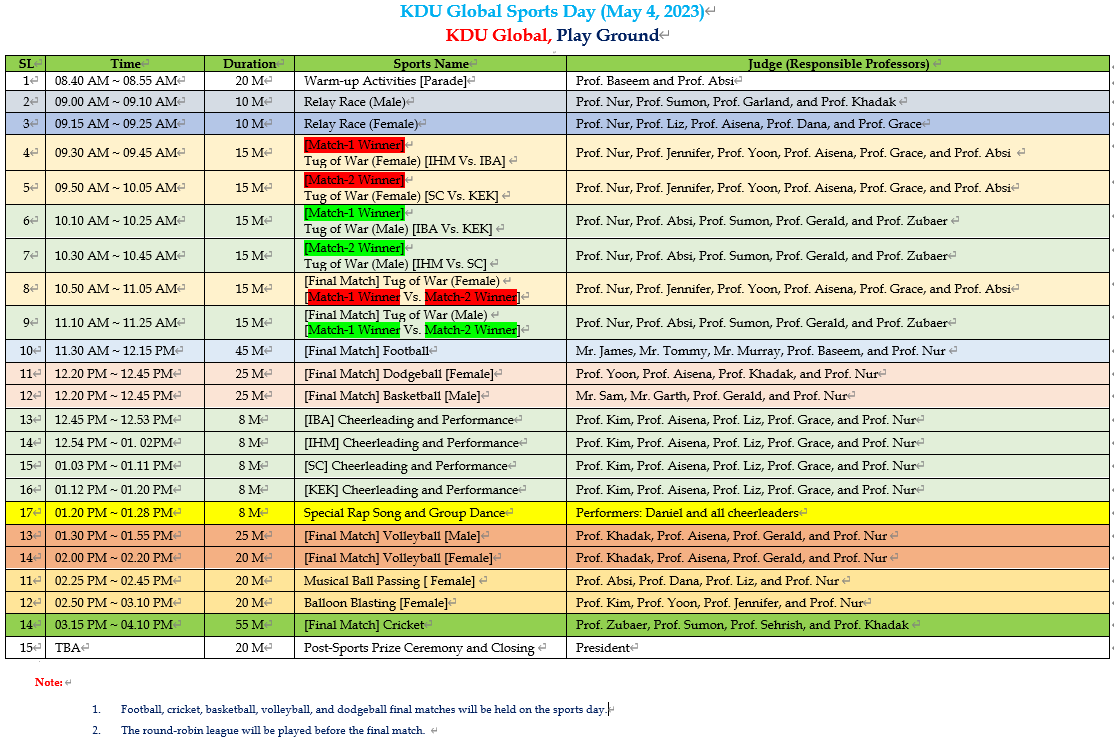 KDU Global Sports Day (May 4, 2023)
KDU Global, Play Ground
SL Time Duration Sports Name Judge (Responsible Professors)
1 08.40 AM ~ 08.55 AM 20 M Warm-up Activities [Parade] Prof. Baseem and Prof. Absi
2 09.00 AM ~ 09.10 AM 10 M Relay Race (Male) Prof. Nur, Prof. Sumon, Prof. Garland, and Prof. Khadak
3 09.15 AM ~ 09.25 AM 10 M Relay Race (Female) Prof. Nur, Prof. Liz, Prof. Aisena, Prof. Dana, and Prof. Grace
[Match-1 Winner]
4 09.30 AM ~ 09.45 AM 15 M Tug of War (Female) [IHM Vs. IBA] Prof. Nur, Prof. Jennifer, Prof. Yoon, Prof. Aisena, Prof. Grace, and Prof. Absi
[Match-2 Winner]
5 09.50 AM ~ 10.05 AM 15 M Tug of War (Female) [SC Vs. KEK] Prof. Nur, Prof. Jennifer, Prof. Yoon, Prof. Aisena, Prof. Grace, and Prof. Absi
[Match-1 Winner]
6 10.10 AM ~ 10.25 AM 15 M Tug of War (Male) [IBA Vs. KEK] Prof. Nur, Prof. Absi, Prof. Sumon, Prof. Gerald, and Prof. Zubaer
[Match-2 Winner]
7 10.30 AM ~ 10.45 AM 15 M Tug of War (Male) [IHM Vs. SC] Prof. Nur, Prof. Absi, Prof. Sumon, Prof. Gerald, and Prof. Zubaer
[Final Match] Tug of War (Female)
8 10.50 AM ~ 11.05 AM 15 M [Match-1 Winner Vs. Match-2 Winner] Prof. Nur, Prof. Jennifer, Prof. Yoon, Prof. Aisena, Prof. Grace, and Prof. Absi
[Final Match] Tug of War (Male)
9 11.10 AM ~ 11.25 AM 15 M [Match-1 Winner Vs. Match-2 Winner] Prof. Nur, Prof. Absi, Prof. Sumon, Prof. Gerald, and Prof. Zubaer
10 11.30 AM ~ 12.15 PM 45 M [Final Match] Football Mr. James, Mr. Tommy, Mr. Murray, Prof. Baseem, and Prof. Nur
11 12.20 PM ~ 12.45 PM 25 M [Final Match] Dodgeball [Female] Prof. Yoon, Prof. Aisena, Prof. Khadak, and Prof. Nur
12 12.20 PM ~ 12.45 PM 25 M [Final Match] Basketball [Male] Mr. Sam, Mr. Garth, Prof. Gerald, and Prof. Nur
13 12.45 PM ~ 12.53 PM 8 M [IBA] Cheerleading and Performance Prof. Kim, Prof. Aisena, Prof. Liz, Prof. Grace, and Prof. Nur
14 12.54 PM ~ 01. 02PM 8 M [IHM] Cheerleading and Performance Prof. Kim, Prof. Aisena, Prof. Liz, Prof. Grace, and Prof. Nur
15 01.03 PM ~ 01.11 PM 8 M [SC] Cheerleading and Performance Prof. Kim, Prof. Aisena, Prof. Liz, Prof. Grace, and Prof. Nur
16 01.12 PM ~ 01.20 PM 8 M [KEK] Cheerleading and Performance Prof. Kim, Prof. Aisena, Prof. Liz, Prof. Grace, and Prof. Nur
17 01.20 PM ~ 01.28 PM 8 M Special Rap Song and Group Dance Performers: Daniel and all cheerleaders
13 01.30 PM ~ 01.55 PM 25 M [Final Match] Volleyball [Male] Prof. Khadak, Prof. Aisena, Prof. Gerald, and Prof. Nur
14 02.00 PM ~ 02.20 PM 20 M [Final Match] Volleyball [Female] Prof. Khadak, Prof. Aisena, Prof. Gerald, and Prof. Nur
11 02.25 PM ~ 02.45 PM 20 M Musical Ball Passing [ Female] Prof. Absi, Prof. Dana, Prof. Liz, and Prof. Nur
12 02.50 PM ~ 03.10 PM 20 M Balloon Blasting [Female] Prof. Kim, Prof. Yoon, Prof. Jennifer, and Prof. Nur
14 03.15 PM ~ 04.10 PM 55 M [Final Match] Cricket Prof. Zubaer, Prof. Sumon, Prof. Sehrish, and Prof. Khadak
15 TBA 20 M Post-Sports Prize Ceremony and Closing President
Note:
1. Football, cricket, basketball, volleyball, and dodgeball final matches will be held on the sports day.
2. The round-robin league will be played before the final match.